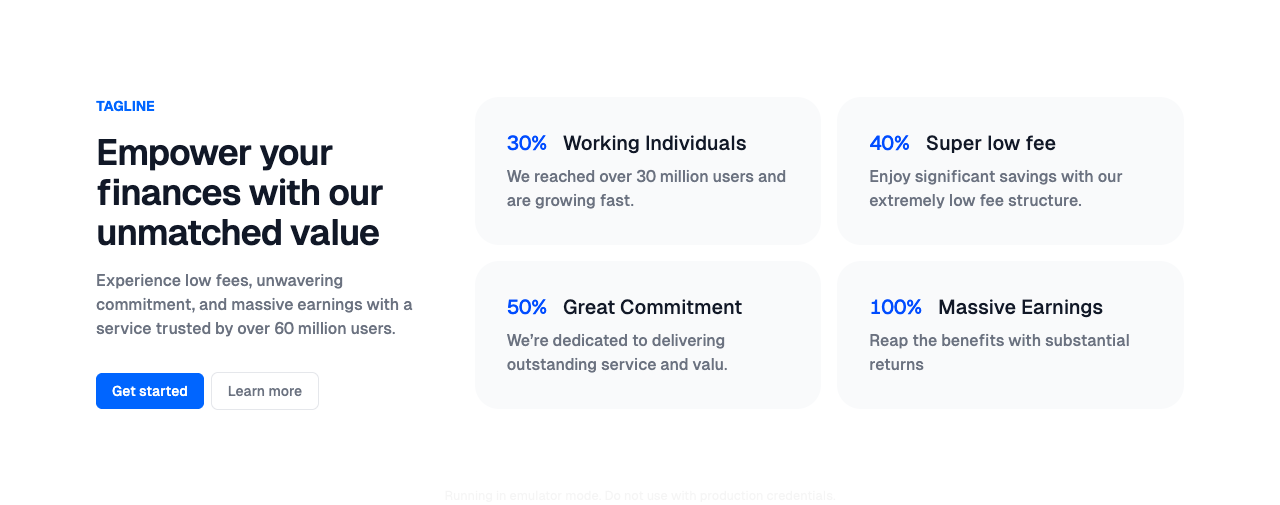 TAGLINE
Empower your
finances with our
unmatched value
Experience low fees, unwavering
commitment, and massive earnings with a
service trusted by over 60 million users.
Get started
Learn more
30% Working Individuals
We reached over 30 million users and
are growing fast.
40% Super low fee
Enjoy significant savings with our
extremely low fee structure.
50% Great Commitment
We're dedicated to delivering
outstanding service and valu.
100% Massive Earnings
Reap the benefits with substantial
returns
Running in emulator mode. Do not use with production credentials.